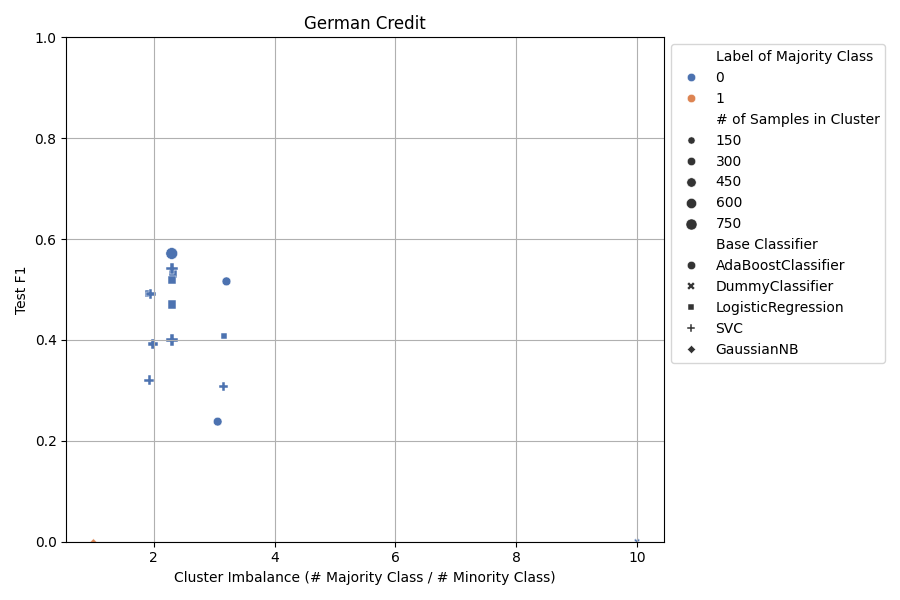 German Credit
1.0
0.8
0.6
0.4
0.2
0.0
Test F1
2
4
6
8
10
Cluster Imbalance (# Majority Class / # Minority Class)
Label of Majority Class
0
1
# of Samples in Cluster
150
300
450
600
750
Base Classifier
AdaBoostClassifier
DummyClassifier
LogisticRegression
SVC
GaussianNB